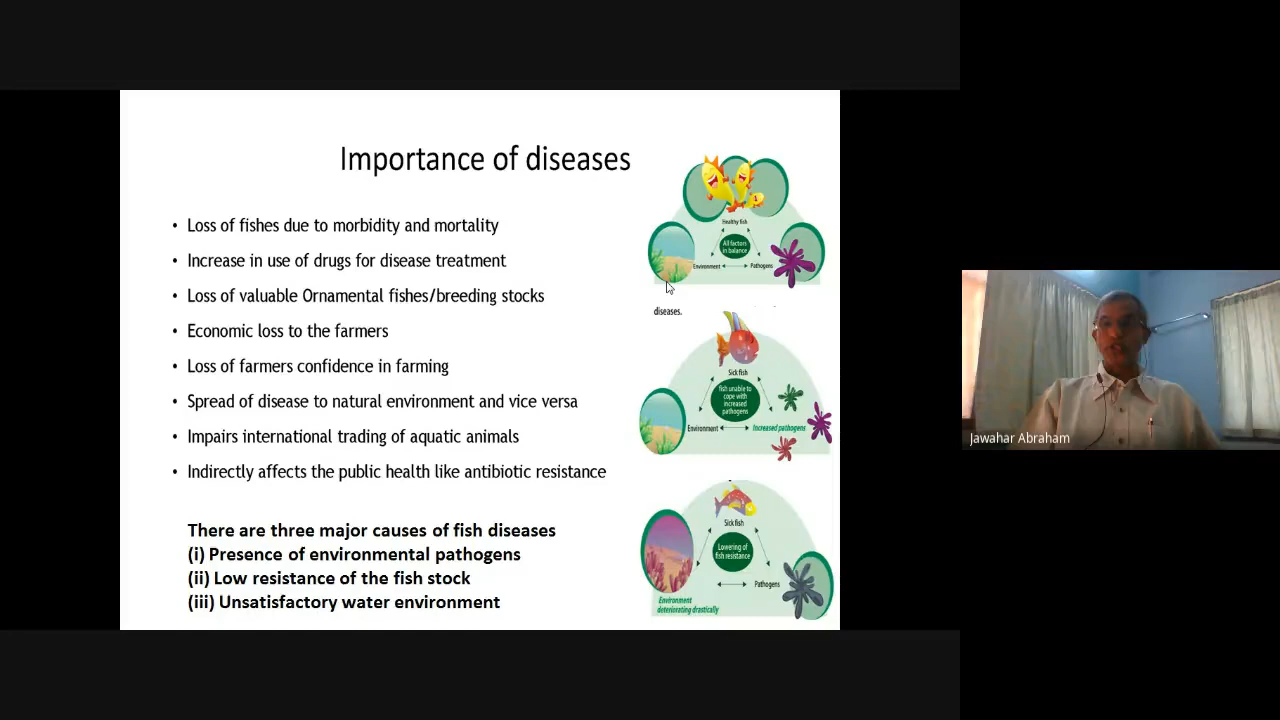 Importance of diseases
• Loss of fishes due to morbidity and mortality
• Increase in use of drugs for disease treatment
• Loss of valuable Ornamental fishes/breeding stocks
• Economic loss to the farmers
• Loss of farmers confidence in farming
• Spread of disease to natural environment and vice versa
• Impairs international trading of aquatic animals
• Indirectly affects the public health like antibiotic resistance
There are three major causes of fish diseases
(i) Presence of environmental pathogens
(ii) Low resistance of the fish stock
(iii) Unsatisfactory water environment
Healthy fish
All factors
in balance
Environment
Pathogens
diseases.
Sick fish
fish unable to
cope with
increased
pathogens
Environment
Increased pathogens
Sick fish
Lowering of
fish resistance
Pathogens
Environment
deteriorating drastically
Jawahar Abraham